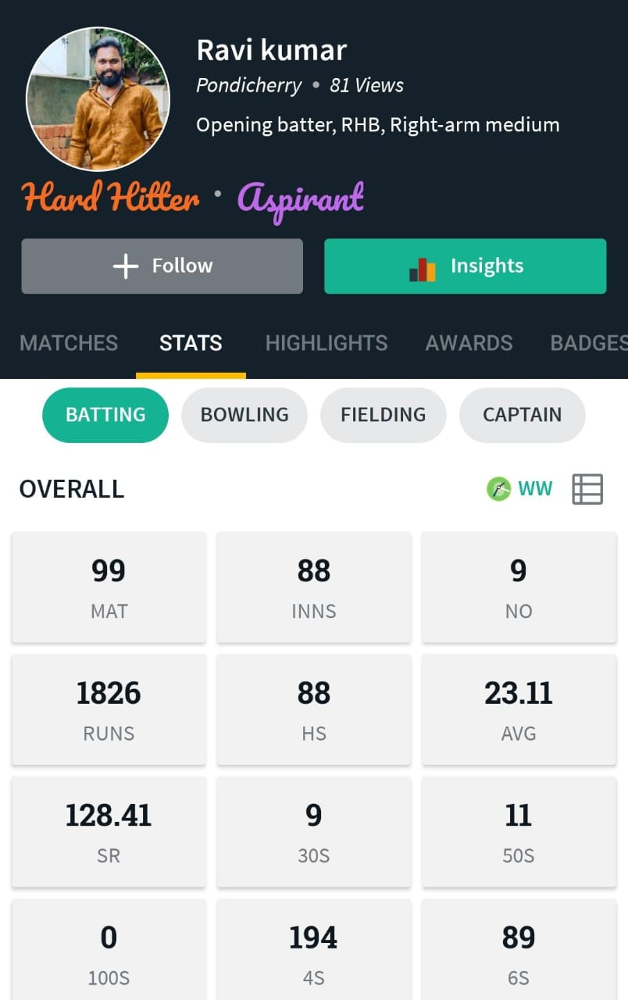 Ravi kumar
Pondicherry • 81 Views
Opening batter, RHB, Right-arm medium
Hard Hitter • Aspirant
+ Follow
Insights
MATCHES STATS HIGHLIGHTS AWARDS BADGES
BATTING BOWLING FIELDING CAPTAIN
OVERALL WW
99 88 9
MAT INNS NO
1826 88 23.11
RUNS HS AVG
128.41 9 11
SR 30S 50S
0 194 89
100S 4S 6S